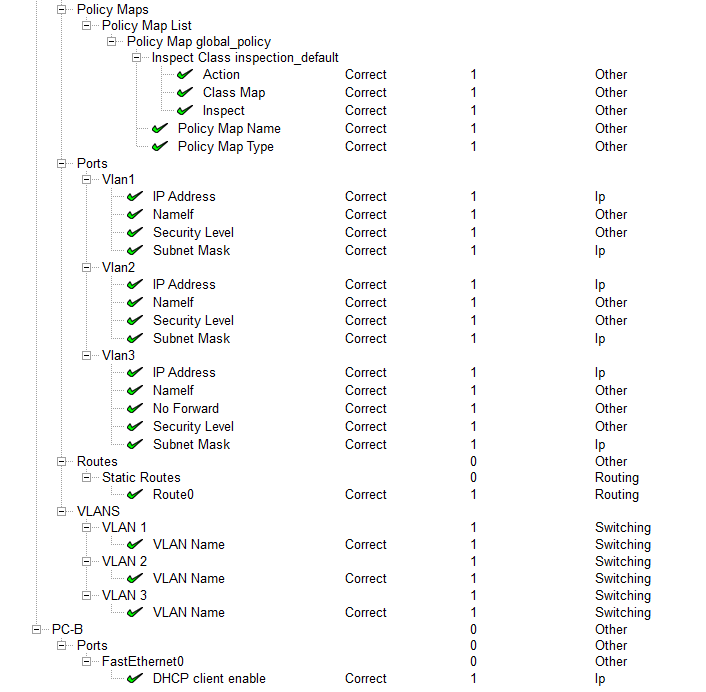 Policy Maps
Policy Map List
Policy Map global_policy
Inspect Class inspection_default
Action Correct 1 Other
Class Map Correct 1 Other
Inspect Correct 1 Other
Policy Map Name Correct 1 Other
Policy Map Type Correct 1 Other
Ports
Vlan1
IP Address Correct 1 Ip
NameIf Correct 1 Other
Security Level Correct 1 Other
Subnet Mask Correct 1 Ip
Vlan2
IP Address Correct 1 Ip
NameIf Correct 1 Other
Security Level Correct 1 Other
Subnet Mask Correct 1 Ip
Vlan3
IP Address Correct 1 Ip
NameIf Correct 1 Other
No Forward Correct 1 Other
Security Level Correct 1 Other
Subnet Mask Correct 1 Ip
Routes 0 Other
Static Routes 0 Routing
Route0 Correct 1 Routing
VLANS
VLAN 1 1 Switching
VLAN Name Correct 1 Switching
VLAN 2 1 Switching
VLAN Name Correct 1 Switching
VLAN 3 1 Switching
VLAN Name Correct 1 Switching
PC-B 0 Other
Ports 0 Other
FastEthernet0 0 Other
DHCP client enable Correct 1 Ip